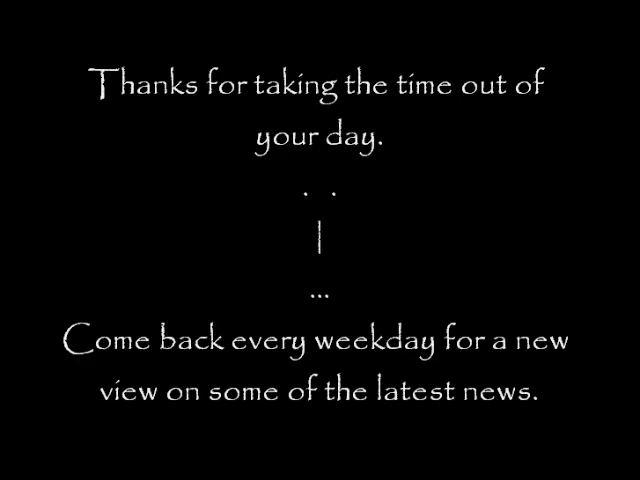 Thanks for taking the time out of
your day.
. .
|
...
Come back every weekday for a new
view on some of the latest news.